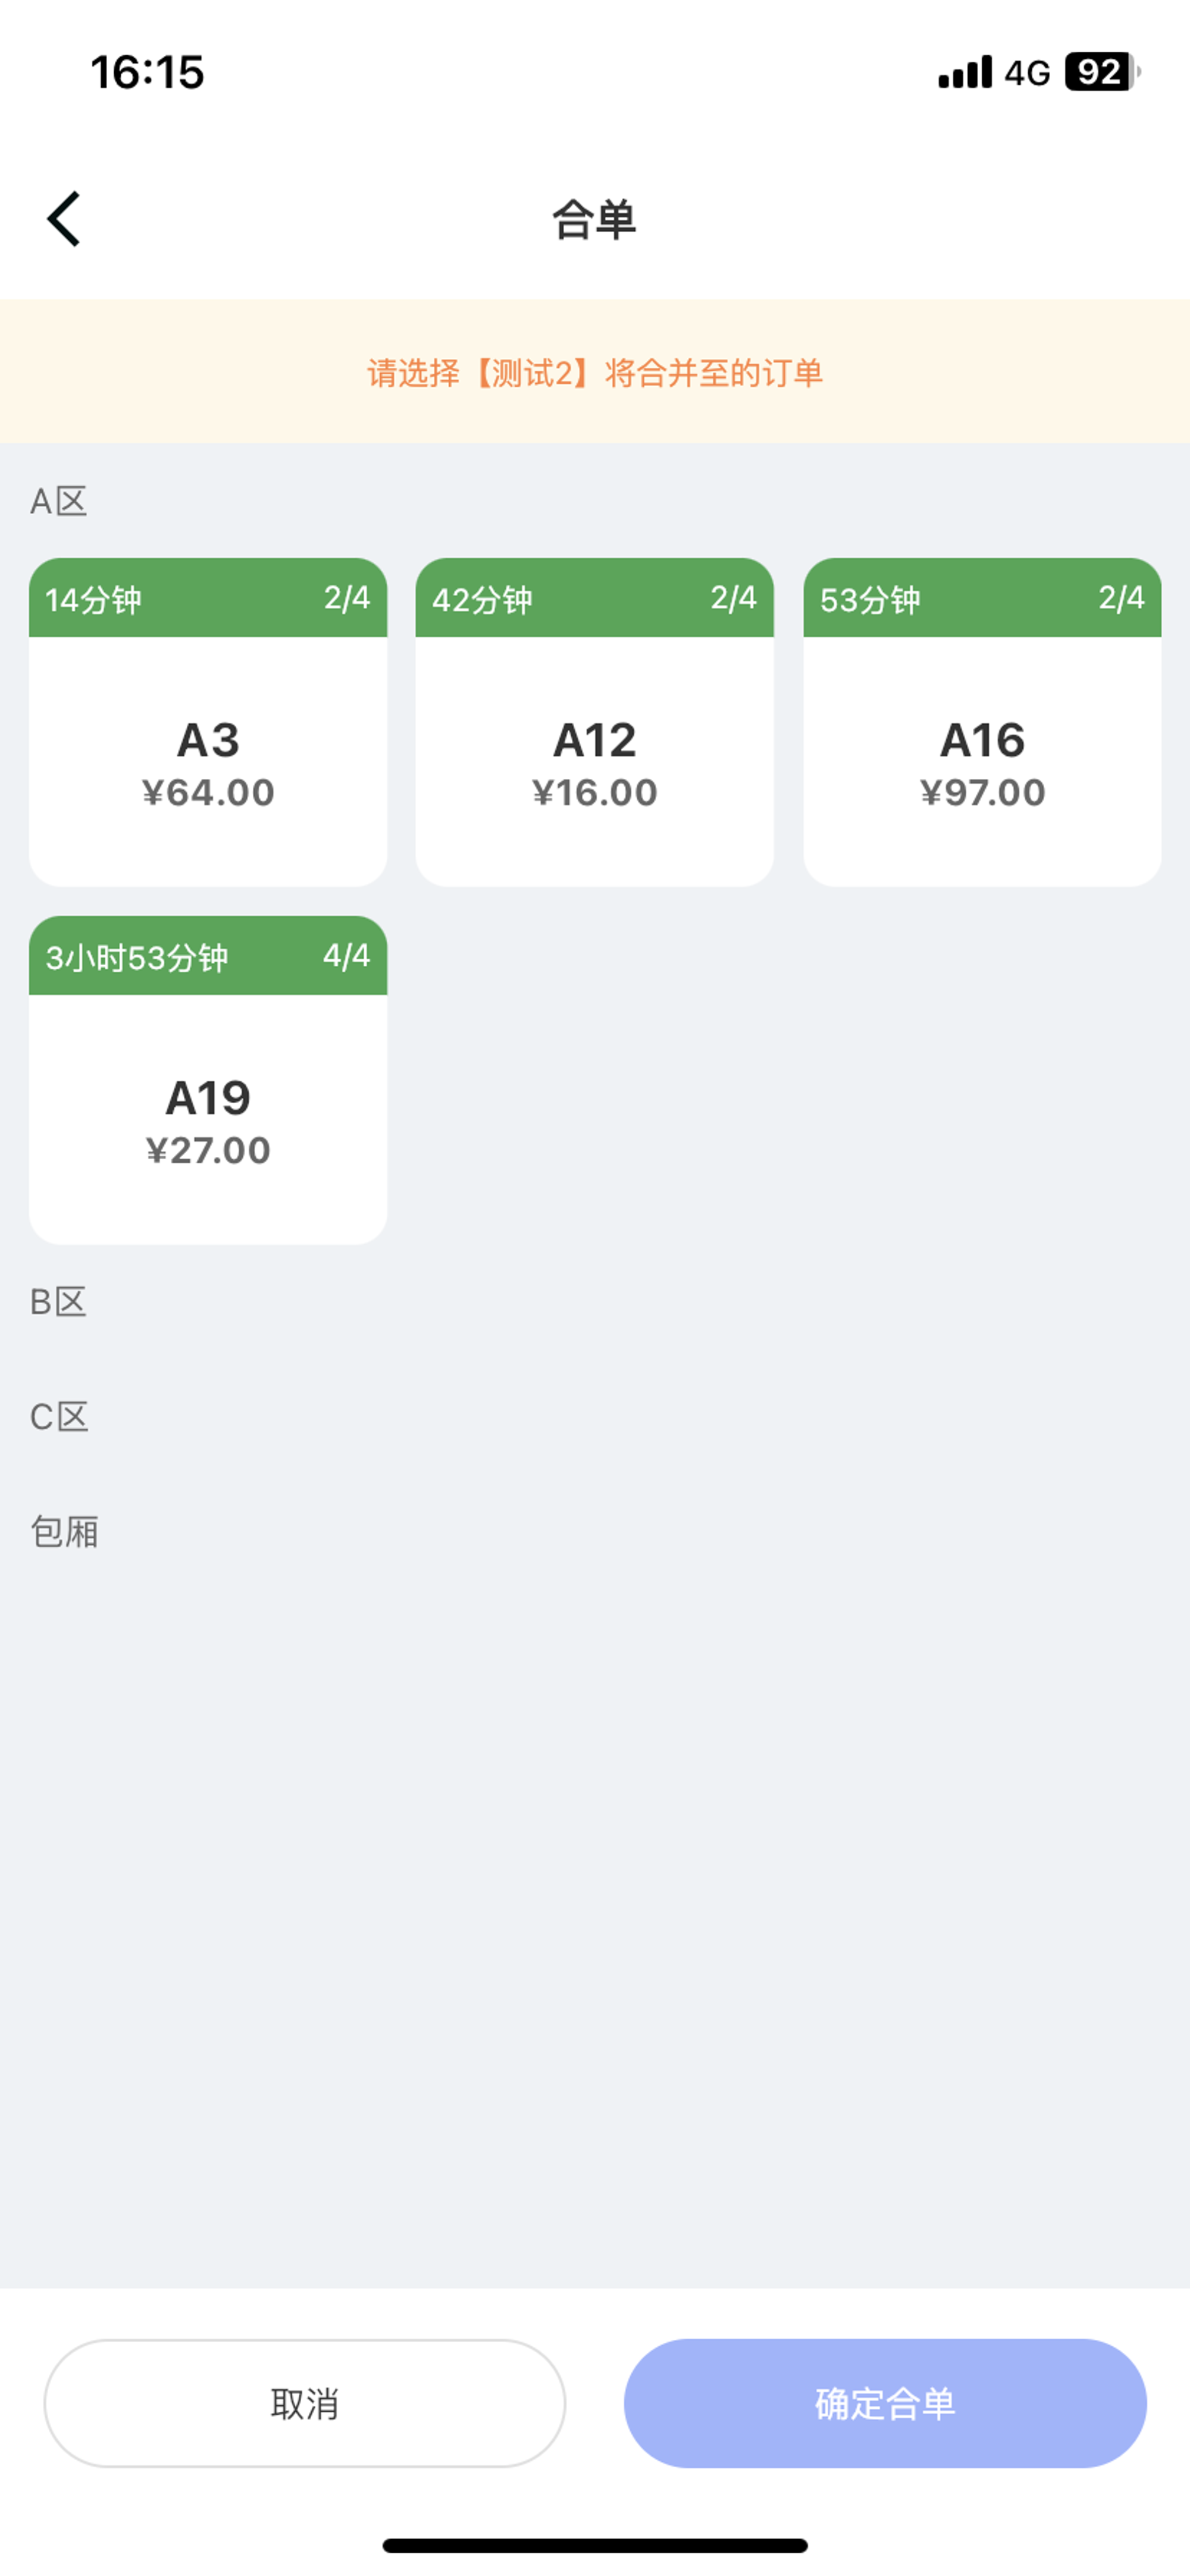 16:15
4G 92
合单
请选择【测试2】将合并至的订单
A区
14分钟 2/4
A3
¥64.00
42分钟 2/4
A12
¥16.00
53分钟 2/4
A16
¥97.00
3小时53分钟 4/4
A19
¥27.00
B区
C区
包厢
取消
确定合单